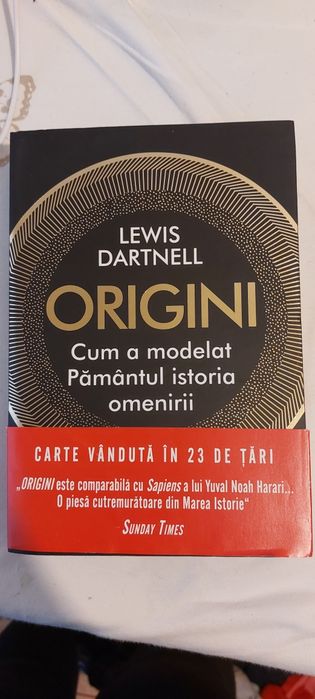 LEWIS
DARTNELL
ORIGINI
Cum a modelat
Pământul istoria
omenirii
CARTE VÂNDUTĂ ÎN 23 DE ȚĂRI
„ORIGINI este comparabilă cu Sapiens a lui Yuval Noah Harari...
O piesă cutremurătoare din Marea Istorie“
SUNDAY TIMES